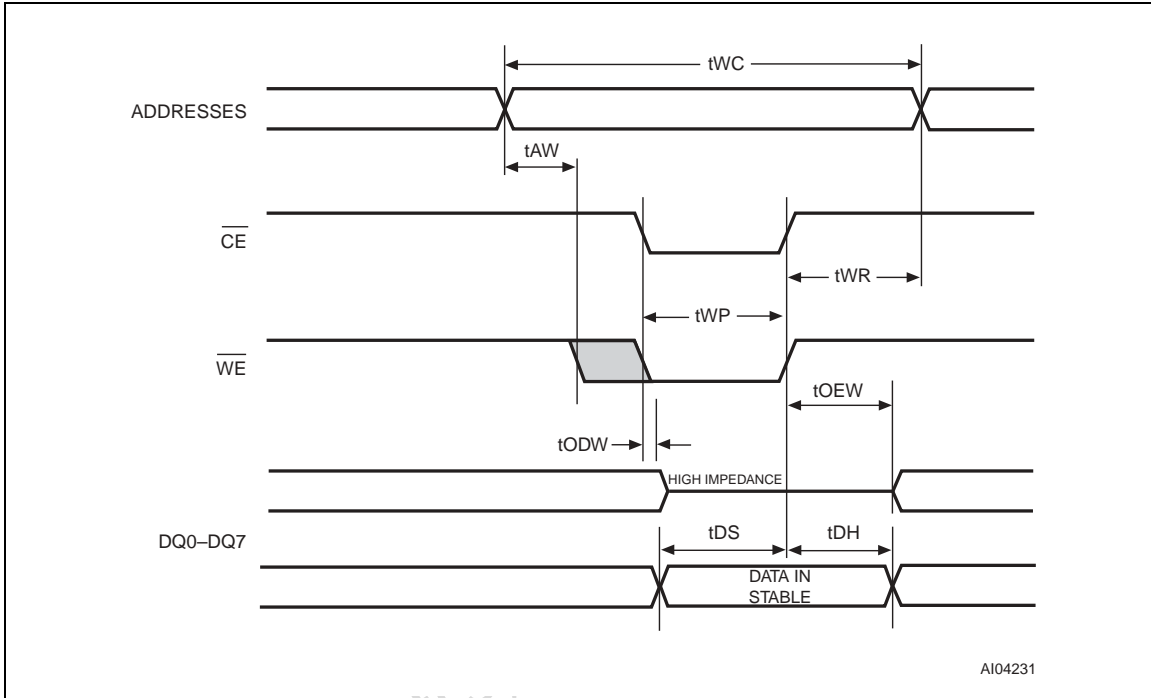 tWC
ADDRESSES
tAW
CE
tWR
tWP
WE
tOEW
tODW
HIGH IMPEDANCE
DQ0–DQ7
tDS
tDH
DATA IN
STABLE
AI04231